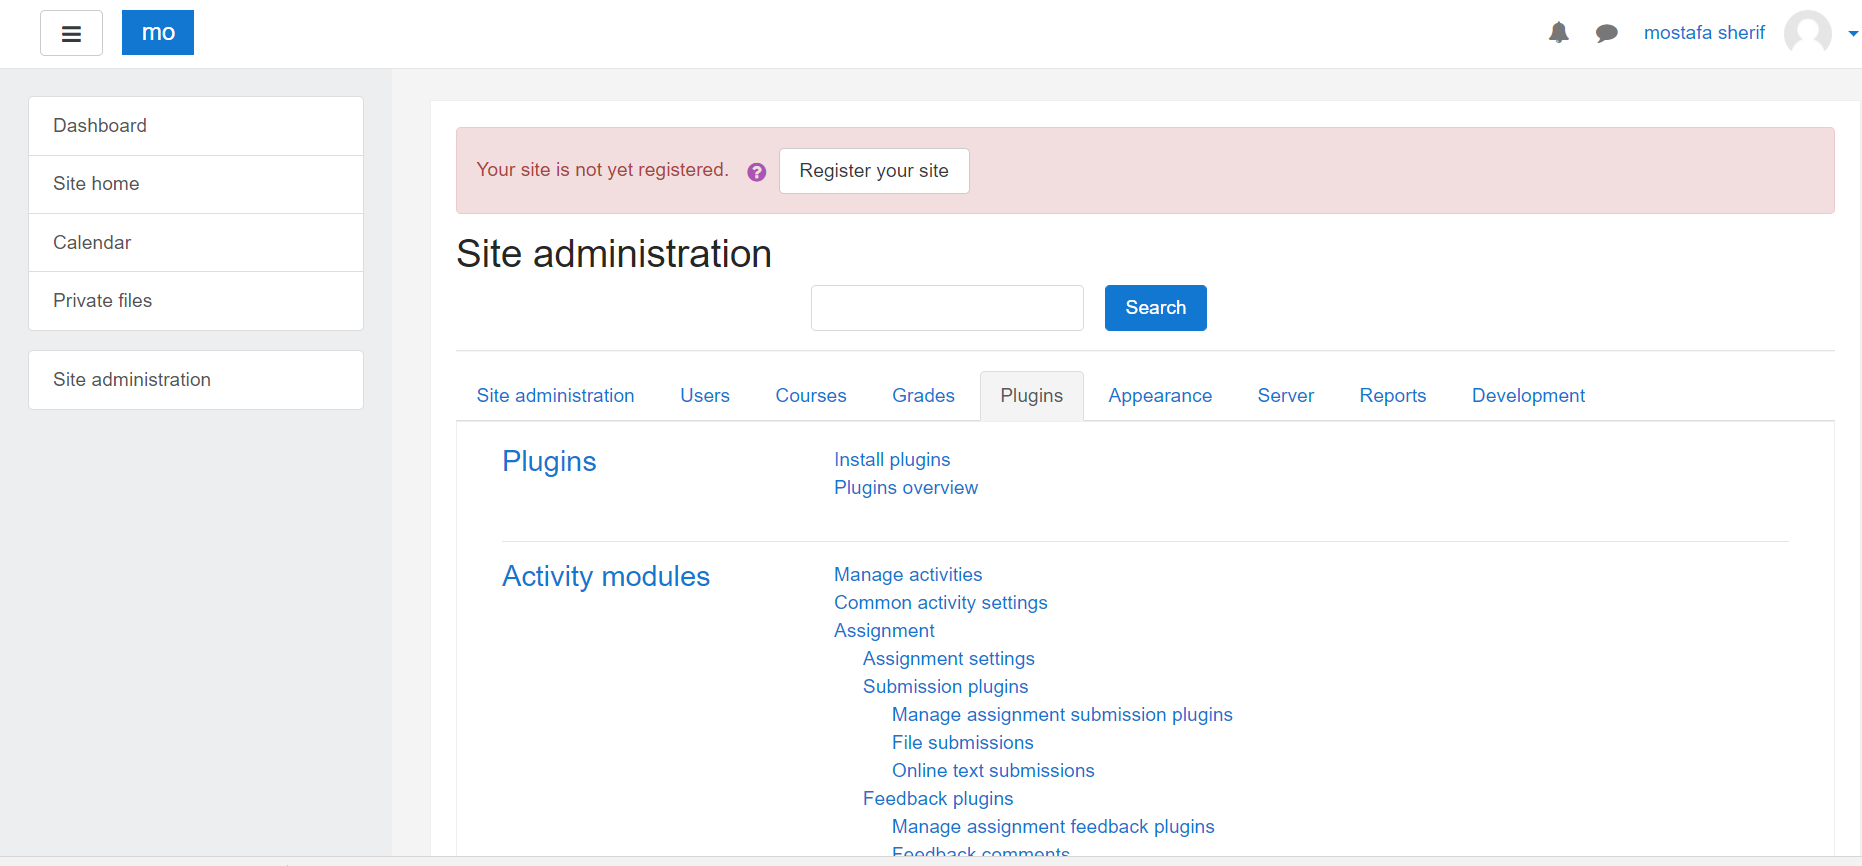 mo
mostafa sherif
Dashboard
Site home
Calendar
Private files
Site administration
Your site is not yet registered.
Register your site
Site administration
Search
Site administration Users Courses Grades Plugins Appearance Server Reports Development
Plugins
Install plugins
Plugins overview
Activity modules
Manage activities
Common activity settings
Assignment
Assignment settings
Submission plugins
Manage assignment submission plugins
File submissions
Online text submissions
Feedback plugins
Manage assignment feedback plugins
Feedback comments